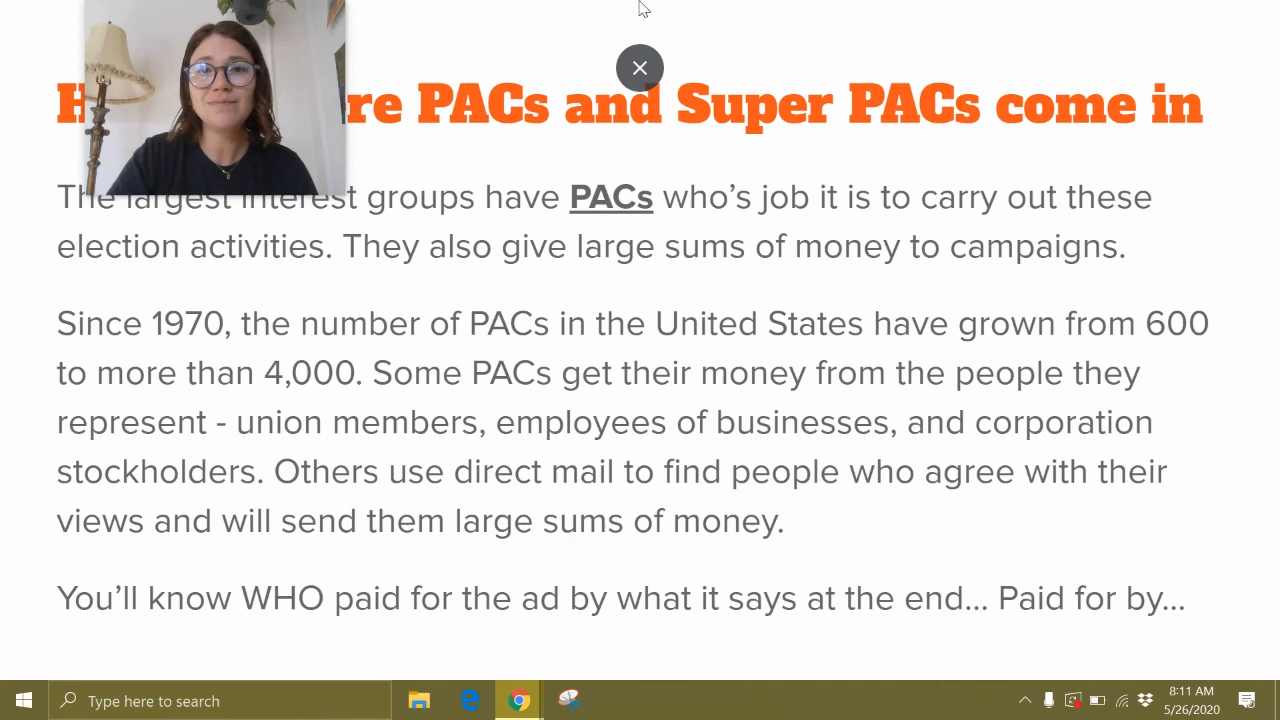 re PACs and Super PACs come in
The largest interest groups have PACs who's job it is to carry out these
election activities. They also give large sums of money to campaigns.
Since 1970, the number of PACs in the United States have grown from 600
to more than 4,000. Some PACs get their money from the people they
represent - union members, employees of businesses, and corporation
stockholders. Others use direct mail to find people who agree with their
views and will send them large sums of money.
You'll know WHO paid for the ad by what it says at the end... Paid for by...
Type here to search
8:11 AM
5/26/2020